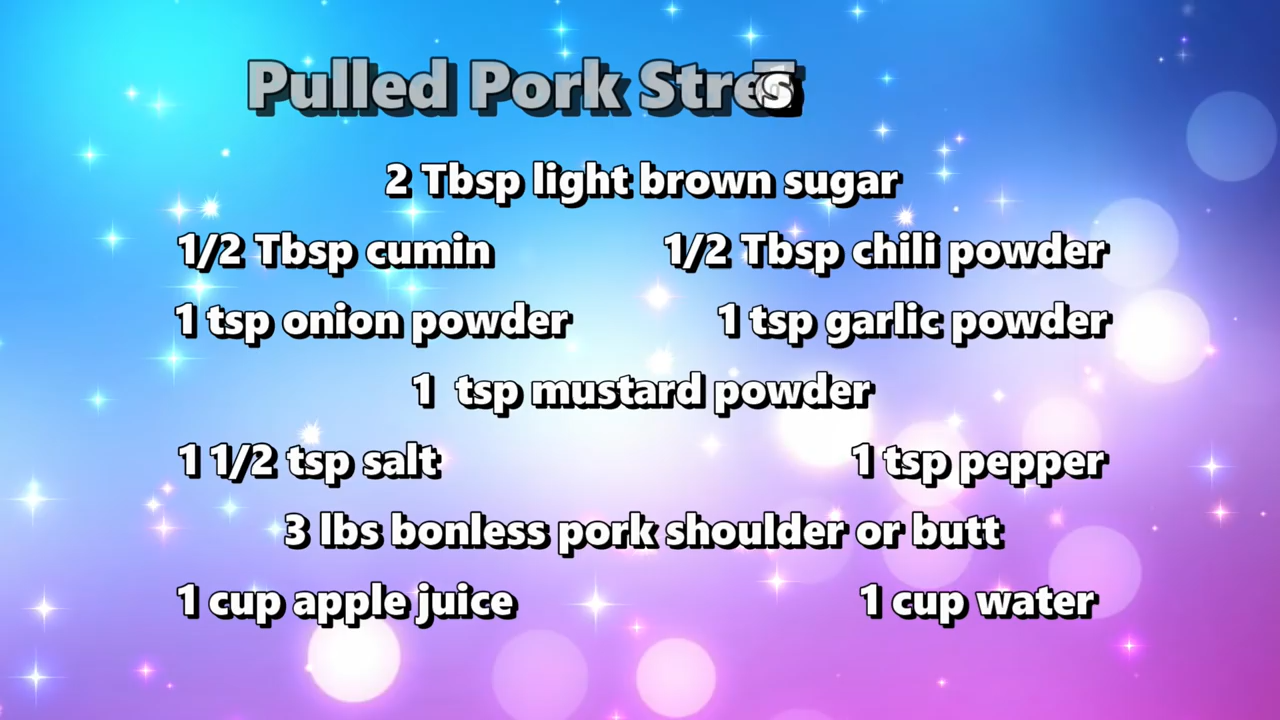 Pulled Pork
2 Tbsp light brown sugar
1/2 Tbsp cumin 1/2 Tbsp chili powder
1 tsp onion powder 1 tsp garlic powder
1 tsp mustard powder
1 1/2 tsp salt 1 tsp pepper
3 lbs bonless pork shoulder or butt
1 cup apple juice 1 cup water